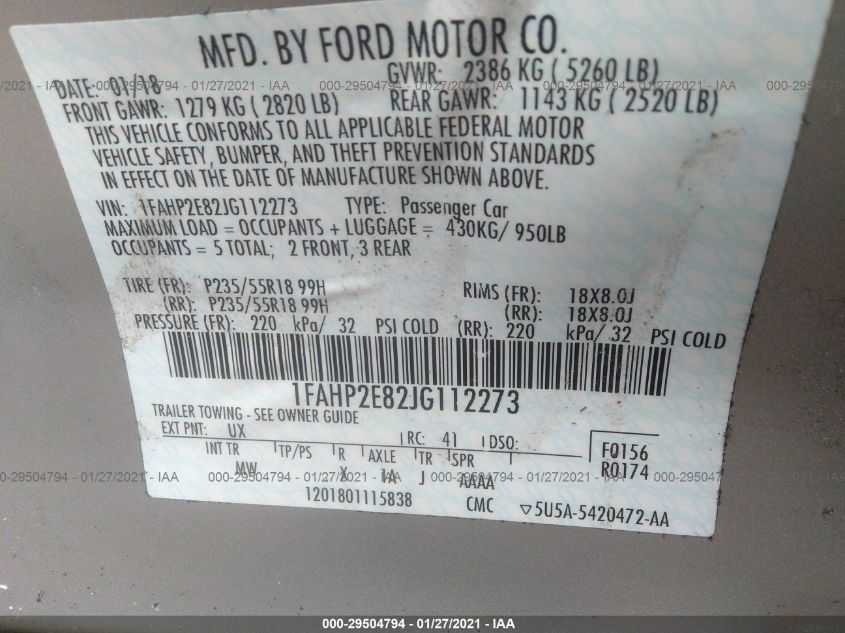 MFD. BY FORD MOTOR CO.
DATE: 01/18 GVWR: 2386 KG ( 5260 LB)
FRONT GAWR: 1279 KG ( 2820 LB) REAR GAWR: 1143 KG ( 2520 LB)
THIS VEHICLE CONFORMS TO ALL APPLICABLE FEDERAL MOTOR
VEHICLE SAFETY, BUMPER, AND THEFT PREVENTION STANDARDS
IN EFFECT ON THE DATE OF MANUFACTURE SHOWN ABOVE.
VIN: 1FAHP2E82JG112273 TYPE: Passenger Car
MAXIMUM LOAD = OCCUPANTS + LUGGAGE = 430KG/ 950LB
OCCUPANTS = 5 TOTAL; 2 FRONT, 3 REAR
TIRE (FR): P235/55R18 99H RIMS (FR): 18X8.0J
(RR): P235/55R18 99H (RR): 18X8.0J
PRESSURE (FR): 220 kPa/ 32 PSI COLD (RR): 220 kPa/ 32 PSI COLD
1FAHP2E82JG112273
TRAILER TOWING - SEE OWNER GUIDE
EXT PNT: UX RC: 41 DSO: F0156
INT TR TP/PS R AXLE TR SPR R0174
MW X IA J AAAA
1201801115838 CMC ▽5U5A-5420472-AA
000-29504794 - 01/27/2021 - IAA